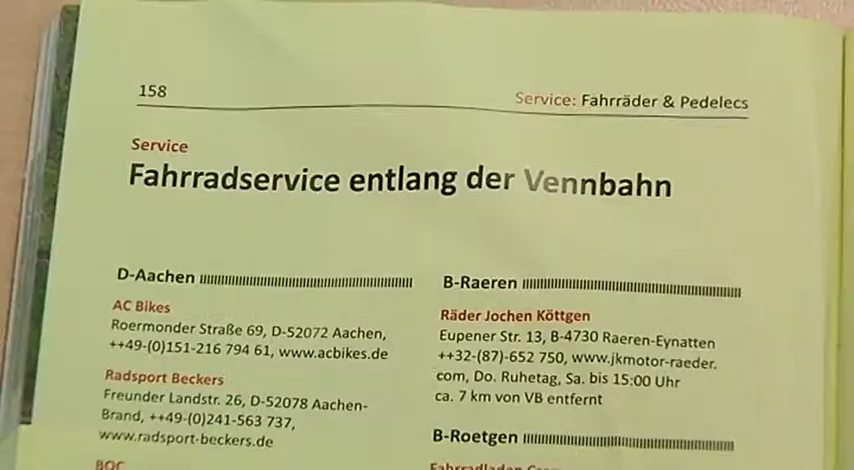 158
Service: Fahrräder & Pedelecs
Service
Fahrradservice entlang der Vennbahn
D-Aachen
AC Bikes
Roermonder Straße 69, D-52072 Aachen,
++49-(0)151-216 794 61, www.acbikes.de
Radsport Beckers
Freunder Landstr. 26, D-52078 Aachen-
Brand, ++49-(0)241-563 737,
www.radsport-beckers.de
BOC
B-Raeren
Räder Jochen Köttgen
Eupener Str. 13, B-4730 Raeren-Eynatten
++32-(87)-652 750, www.jkmotor-raeder.
com, Do. Ruhetag, Sa. bis 15:00 Uhr
ca. 7 km von VB entfernt
B-Roetgen
Fahrradladen